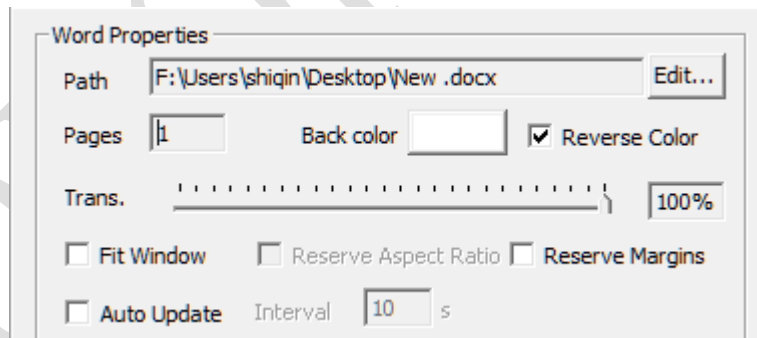 Word Properties
Path F:\Users\shiqin\Desktop\New .docx Edit...
Pages 1 Back color Reverse Color
Trans. 100%
Fit Window Reserve Aspect Ratio Reserve Margins
Auto Update Interval 10 s